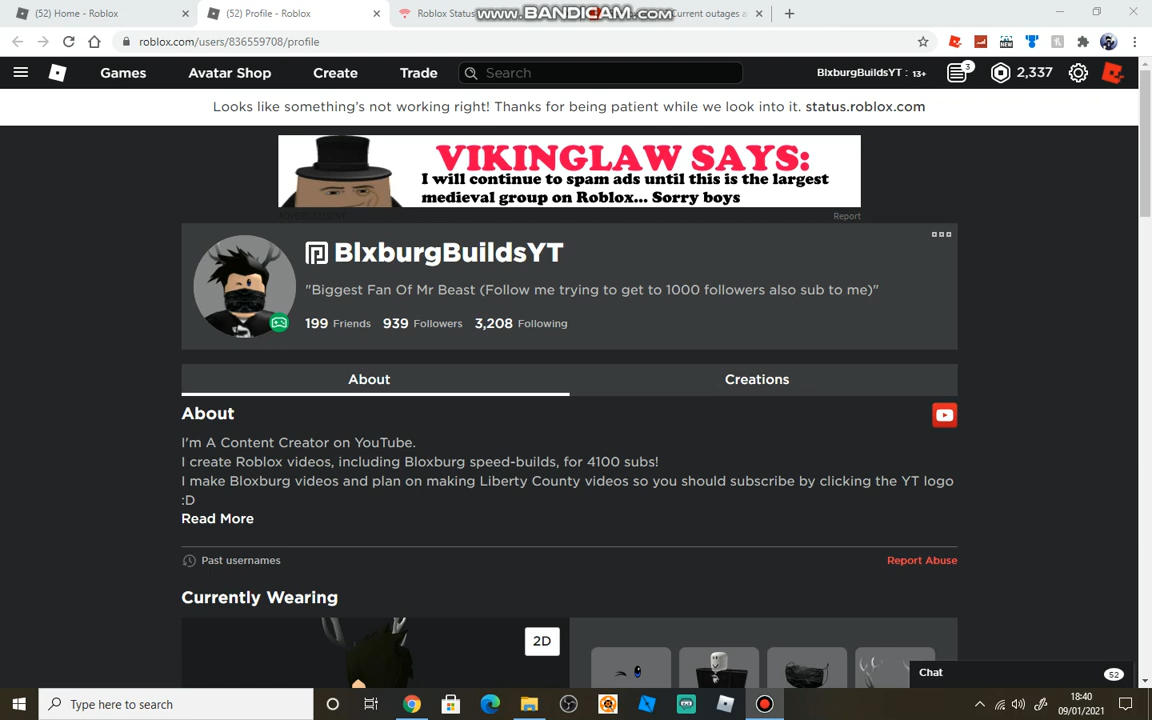 (52) Home - Roblox
(52) Profile - Roblox
Roblox Status
www.BANDICAM.com
Current outages a
roblox.com/users/836559708/profile
Games
Avatar Shop
Create
Trade
Search
BlxburgBuildsYT : 13+
3
2,337
Looks like something's not working right! Thanks for being patient while we look into it. status.roblox.com
VIKINGLAW SAYS:
I will continue to spam ads until this is the largest
medieval group on Roblox... Sorry boys
ADVERTISEMENT
Report
BlxburgBuildsYT
"Biggest Fan Of Mr Beast (Follow me trying to get to 1000 followers also sub to me)"
199 Friends 939 Followers 3,208 Following
About
Creations
About
I'm A Content Creator on YouTube.
I create Roblox videos, including Bloxburg speed-builds, for 4100 subs!
I make Bloxburg videos and plan on making Liberty County videos so you should subscribe by clicking the YT logo
:D
Read More
Past usernames
Report Abuse
Currently Wearing
2D
Chat
52
Type here to search
18:40
09/01/2021